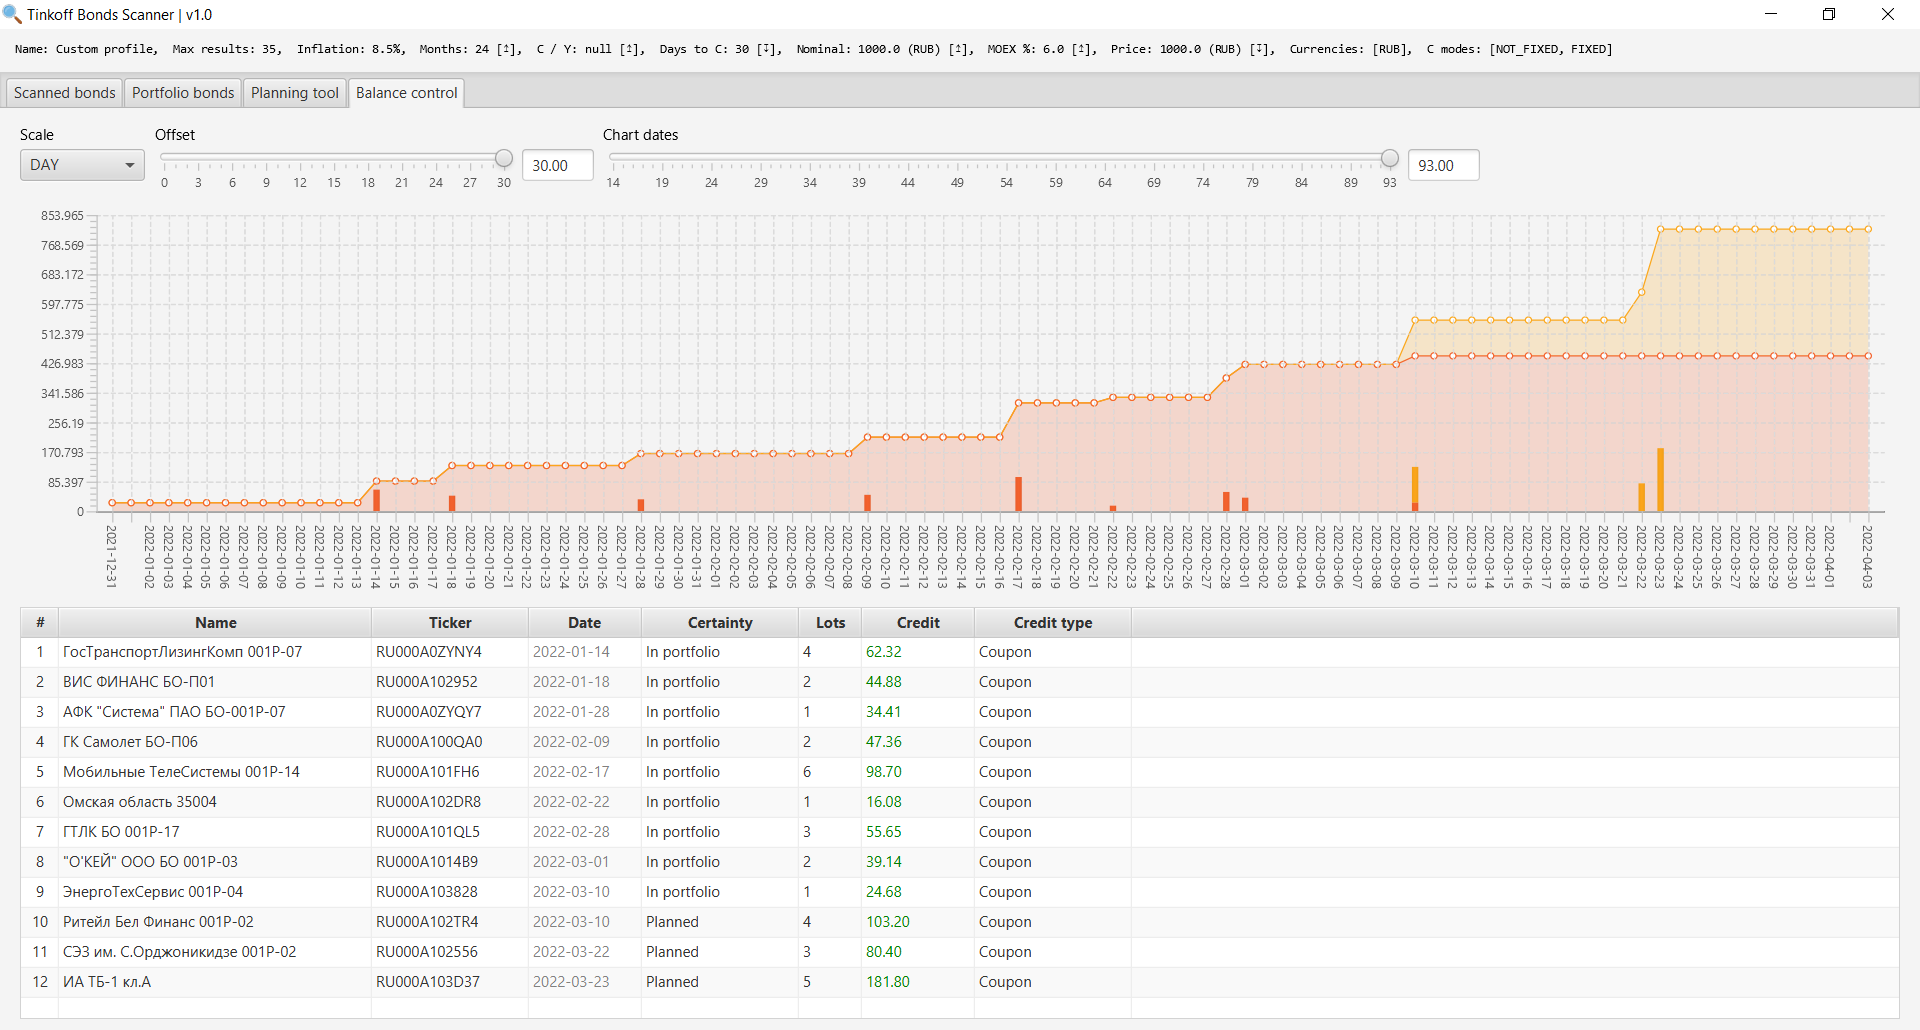 Tinkoff Bonds Scanner | v1.0
Name: Custom profile, Max results: 35, Inflation: 8.5%, Months: 24 [↥], C / Y: null [↥], Days to C: 30 [↧], Nominal: 1000.0 (RUB) [↥], MOEX %: 6.0 [↥], Price: 1000.0 (RUB) [↧], Currencies: [RUB], C modes: [NOT_FIXED, FIXED]
Scanned bonds Portfolio bonds Planning tool Balance control
Scale Offset Chart dates
DAY 30.00 93.00
0 3 6 9 12 15 18 21 24 27 30 14 19 24 29 34 39 44 49 54 59 64 69 74 79 84 89 93
853.965
768.569
683.172
597.775
512.379
426.983
341.586
256.19
170.793
85.397
0
2021-12-31 2022-01-02 2022-01-03 2022-01-04 2022-01-05 2022-01-06 2022-01-07 2022-01-08 2022-01-09 2022-01-10 2022-01-11 2022-01-12 2022-01-13 2022-01-14 2022-01-15 2022-01-16 2022-01-17 2022-01-18 2022-01-19 2022-01-20 2022-01-21 2022-01-22 2022-01-23 2022-01-24 2022-01-25 2022-01-26 2022-01-27 2022-01-28 2022-01-29 2022-01-30 2022-01-31 2022-02-01 2022-02-02 2022-02-03 2022-02-04 2022-02-05 2022-02-06 2022-02-07 2022-02-08 2022-02-09 2022-02-10 2022-02-11 2022-02-12 2022-02-13 2022-02-14 2022-02-15 2022-02-16 2022-02-17 2022-02-18 2022-02-19 2022-02-20 2022-02-21 2022-02-22 2022-02-23 2022-02-24 2022-02-25 2022-02-26 2022-02-27 2022-02-28 2022-03-01 2022-03-02 2022-03-03 2022-03-04 2022-03-05 2022-03-06 2022-03-07 2022-03-08 2022-03-09 2022-03-10 2022-03-11 2022-03-12 2022-03-13 2022-03-14 2022-03-15 2022-03-16 2022-03-17 2022-03-18 2022-03-19 2022-03-20 2022-03-21 2022-03-22 2022-03-23 2022-03-24 2022-03-25 2022-03-26 2022-03-27 2022-03-28 2022-03-29 2022-03-30 2022-03-31 2022-04-01 2022-04-03
# Name Ticker Date Certainty Lots Credit Credit type
1 ГосТранспортЛизингКомп 001P-07 RU000A0ZYNY4 2022-01-14 In portfolio 4 62.32 Coupon
2 ВИС ФИНАНС БО-П01 RU000A102952 2022-01-18 In portfolio 2 44.88 Coupon
3 АФК "Система" ПАО БО-001P-07 RU000A0ZYQY7 2022-01-28 In portfolio 1 34.41 Coupon
4 ГК Самолет БО-П06 RU000A100QA0 2022-02-09 In portfolio 2 47.36 Coupon
5 Мобильные ТелеСистемы 001P-14 RU000A101FH6 2022-02-17 In portfolio 6 98.70 Coupon
6 Омская область 35004 RU000A102DR8 2022-02-22 In portfolio 1 16.08 Coupon
7 ГТЛК БО 001P-17 RU000A101QL5 2022-02-28 In portfolio 3 55.65 Coupon
8 "О'КЕЙ" ООО БО 001P-03 RU000A1014B9 2022-03-01 In portfolio 2 39.14 Coupon
9 ЭнергоТехСервис 001P-04 RU000A103828 2022-03-10 In portfolio 1 24.68 Coupon
10 Ритейл Бел Финанс 001P-02 RU000A102TR4 2022-03-10 Planned 4 103.20 Coupon
11 СЭЗ им. С.Орджоникидзе 001P-02 RU000A102556 2022-03-22 Planned 3 80.40 Coupon
12 ИА ТБ-1 кл.А RU000A103D37 2022-03-23 Planned 5 181.80 Coupon